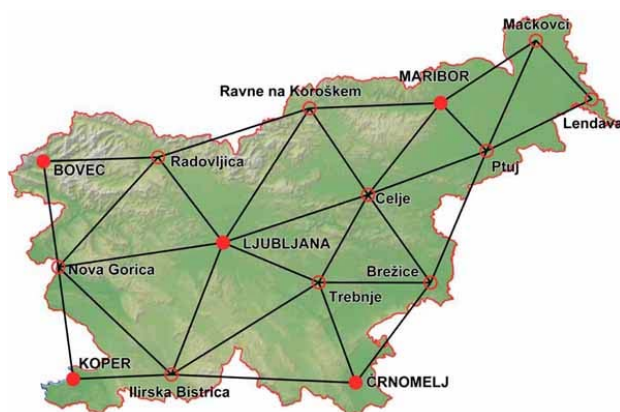 Mačkovci
MARIBOR
Ravne na Koroškem
Lendava
Radovljica
BOVEC
Ptuj
Celje
LJUBLJANA
Nova Gorica
Brežice
Trebnje
KOPER
Ilirska Bistrica
ČRNOMELJ